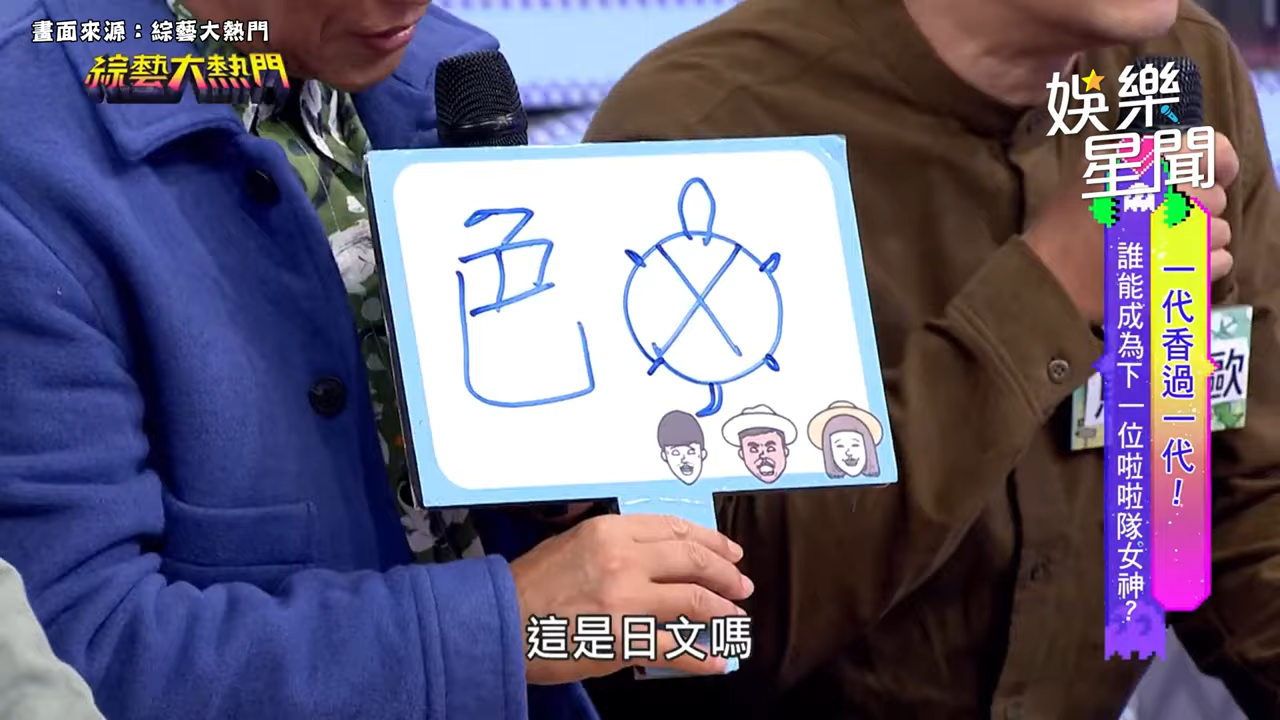 畫面來源：綜藝大熱門
綜藝大熱門
娛樂
星聞
色
一代香過一代！
誰能成為下一位啦啦隊女神？
歐
這是日文嗎